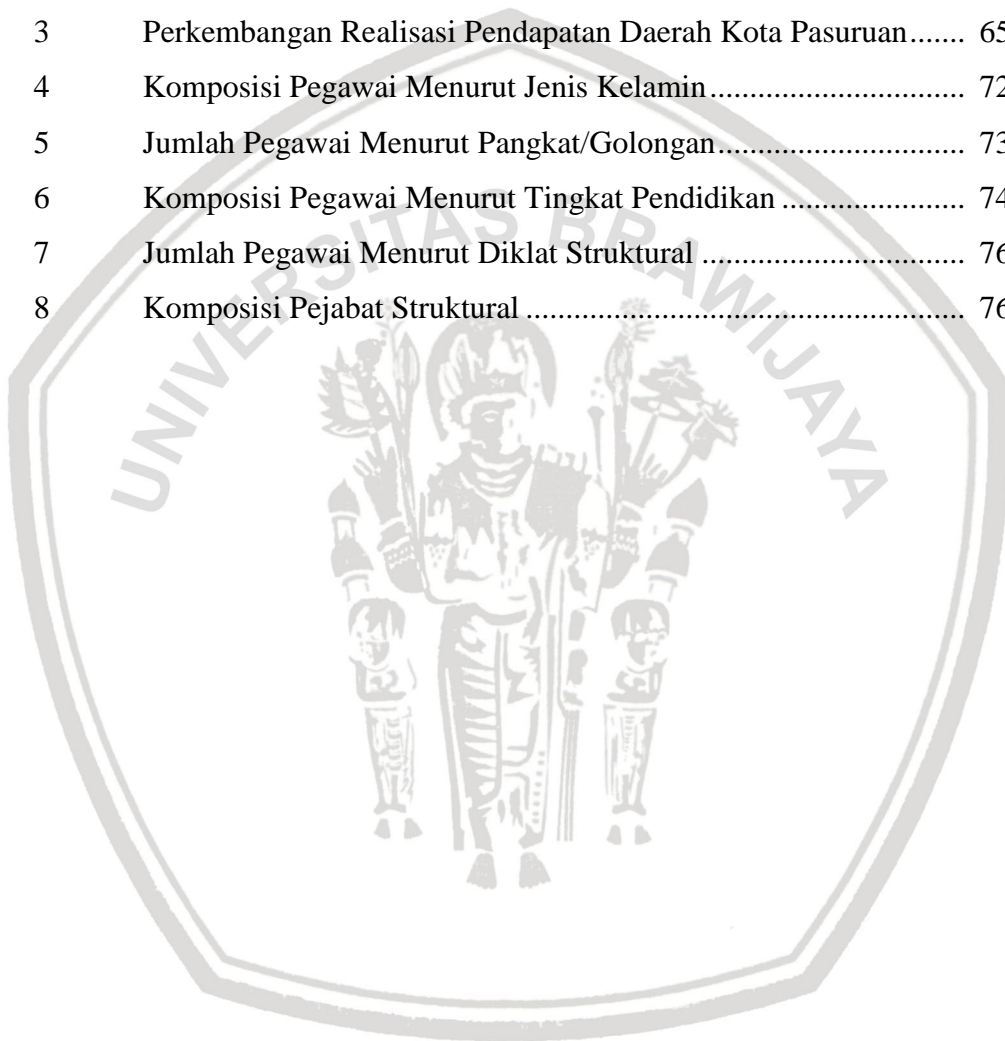 3 Perkembangan Realisasi Pendapatan Daerah Kota Pasuruan....... 65
4 Komposisi Pegawai Menurut Jenis Kelamin................................ 72
5 Jumlah Pegawai Menurut Pangkat/Golongan............................... 73
6 Komposisi Pegawai Menurut Tingkat Pendidikan ....................... 74
7 Jumlah Pegawai Menurut Diklat Struktural ................................. 76
8 Komposisi Pejabat Struktural ....................................................... 76
UNIVERSITAS BRAWIJAYA